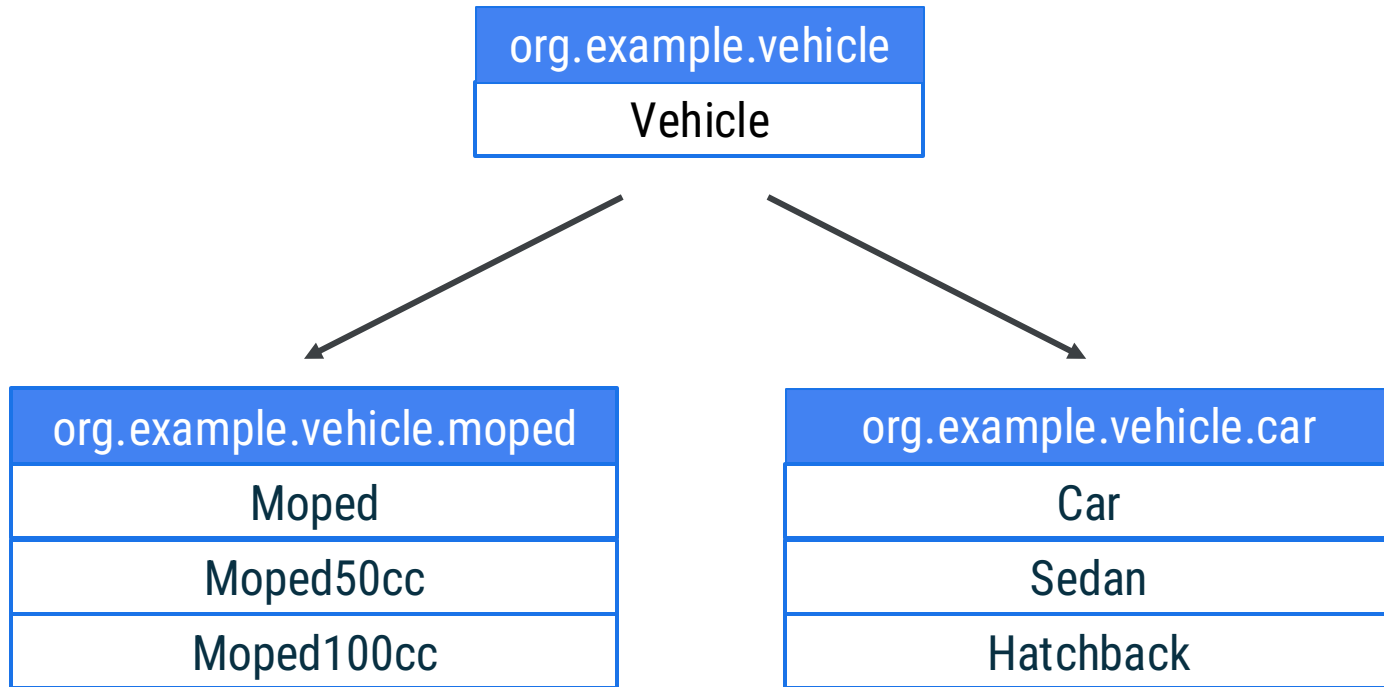 org.example.vehicle
Vehicle
org.example.vehicle.moped
Moped
Moped50cc
Moped100cc
org.example.vehicle.car
Car
Sedan
Hatchback